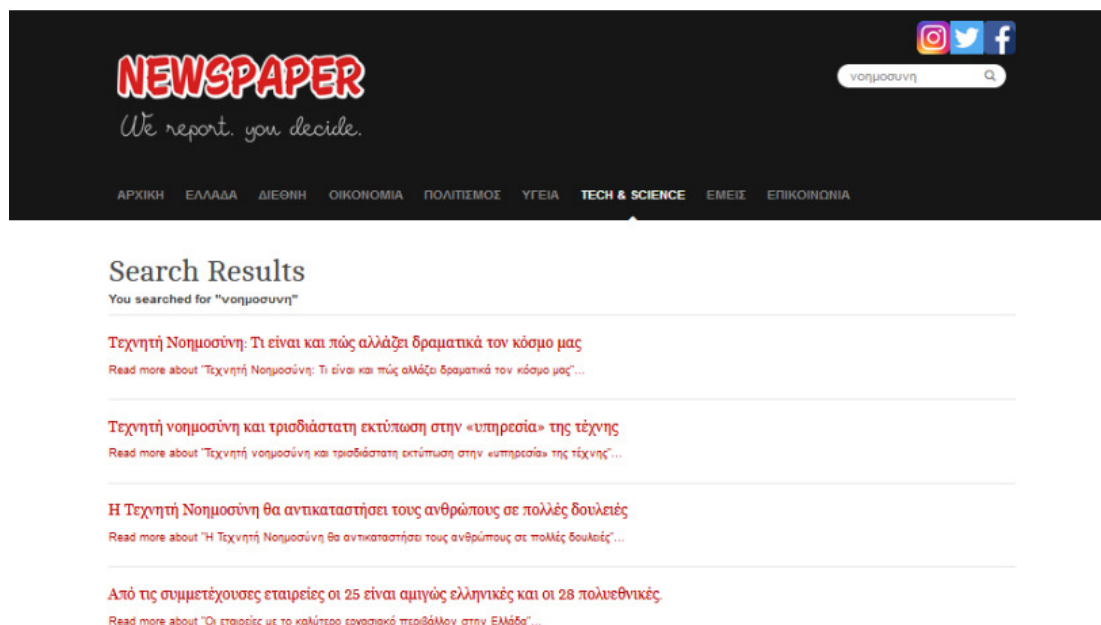 NEWSPAPER
We report. you decide.
νοημοσυνη
ΑΡΧΙΚΗ ΕΛΛΑΔΑ ΔΙΕΘΝΗ ΟΙΚΟΝΟΜΙΑ ΠΟΛΙΤΙΣΜΟΣ ΥΓΕΙΑ TECH & SCIENCE ΕΜΕΙΣ ΕΠΙΚΟΙΝΩΝΙΑ
Search Results
You searched for "νοημοσυνη"
Τεχνητή Νοημοσύνη: Τι είναι και πώς αλλάζει δραματικά τον κόσμο μας
Read more about "Τεχνητή Νοημοσύνη: Τι είναι και πώς αλλάζει δραματικά τον κόσμο μας"...
Τεχνητή νοημοσύνη και τρισδιάστατη εκτύπωση στην «υπηρεσία» της τέχνης
Read more about "Τεχνητή νοημοσύνη και τρισδιάστατη εκτύπωση στην «υπηρεσία» της τέχνης"...
Η Τεχνητή Νοημοσύνη θα αντικαταστήσει τους ανθρώπους σε πολλές δουλειές
Read more about "Η Τεχνητή Νοημοσύνη θα αντικαταστήσει τους ανθρώπους σε πολλές δουλειές"...
Από τις συμμετέχουσες εταιρείες οι 25 είναι αμιγώς ελληνικές και οι 28 πολυεθνικές.
Read more about "Οι εταιρείες με το καλύτερο εργασιακό περιβάλλον στην Ελλάδα"...